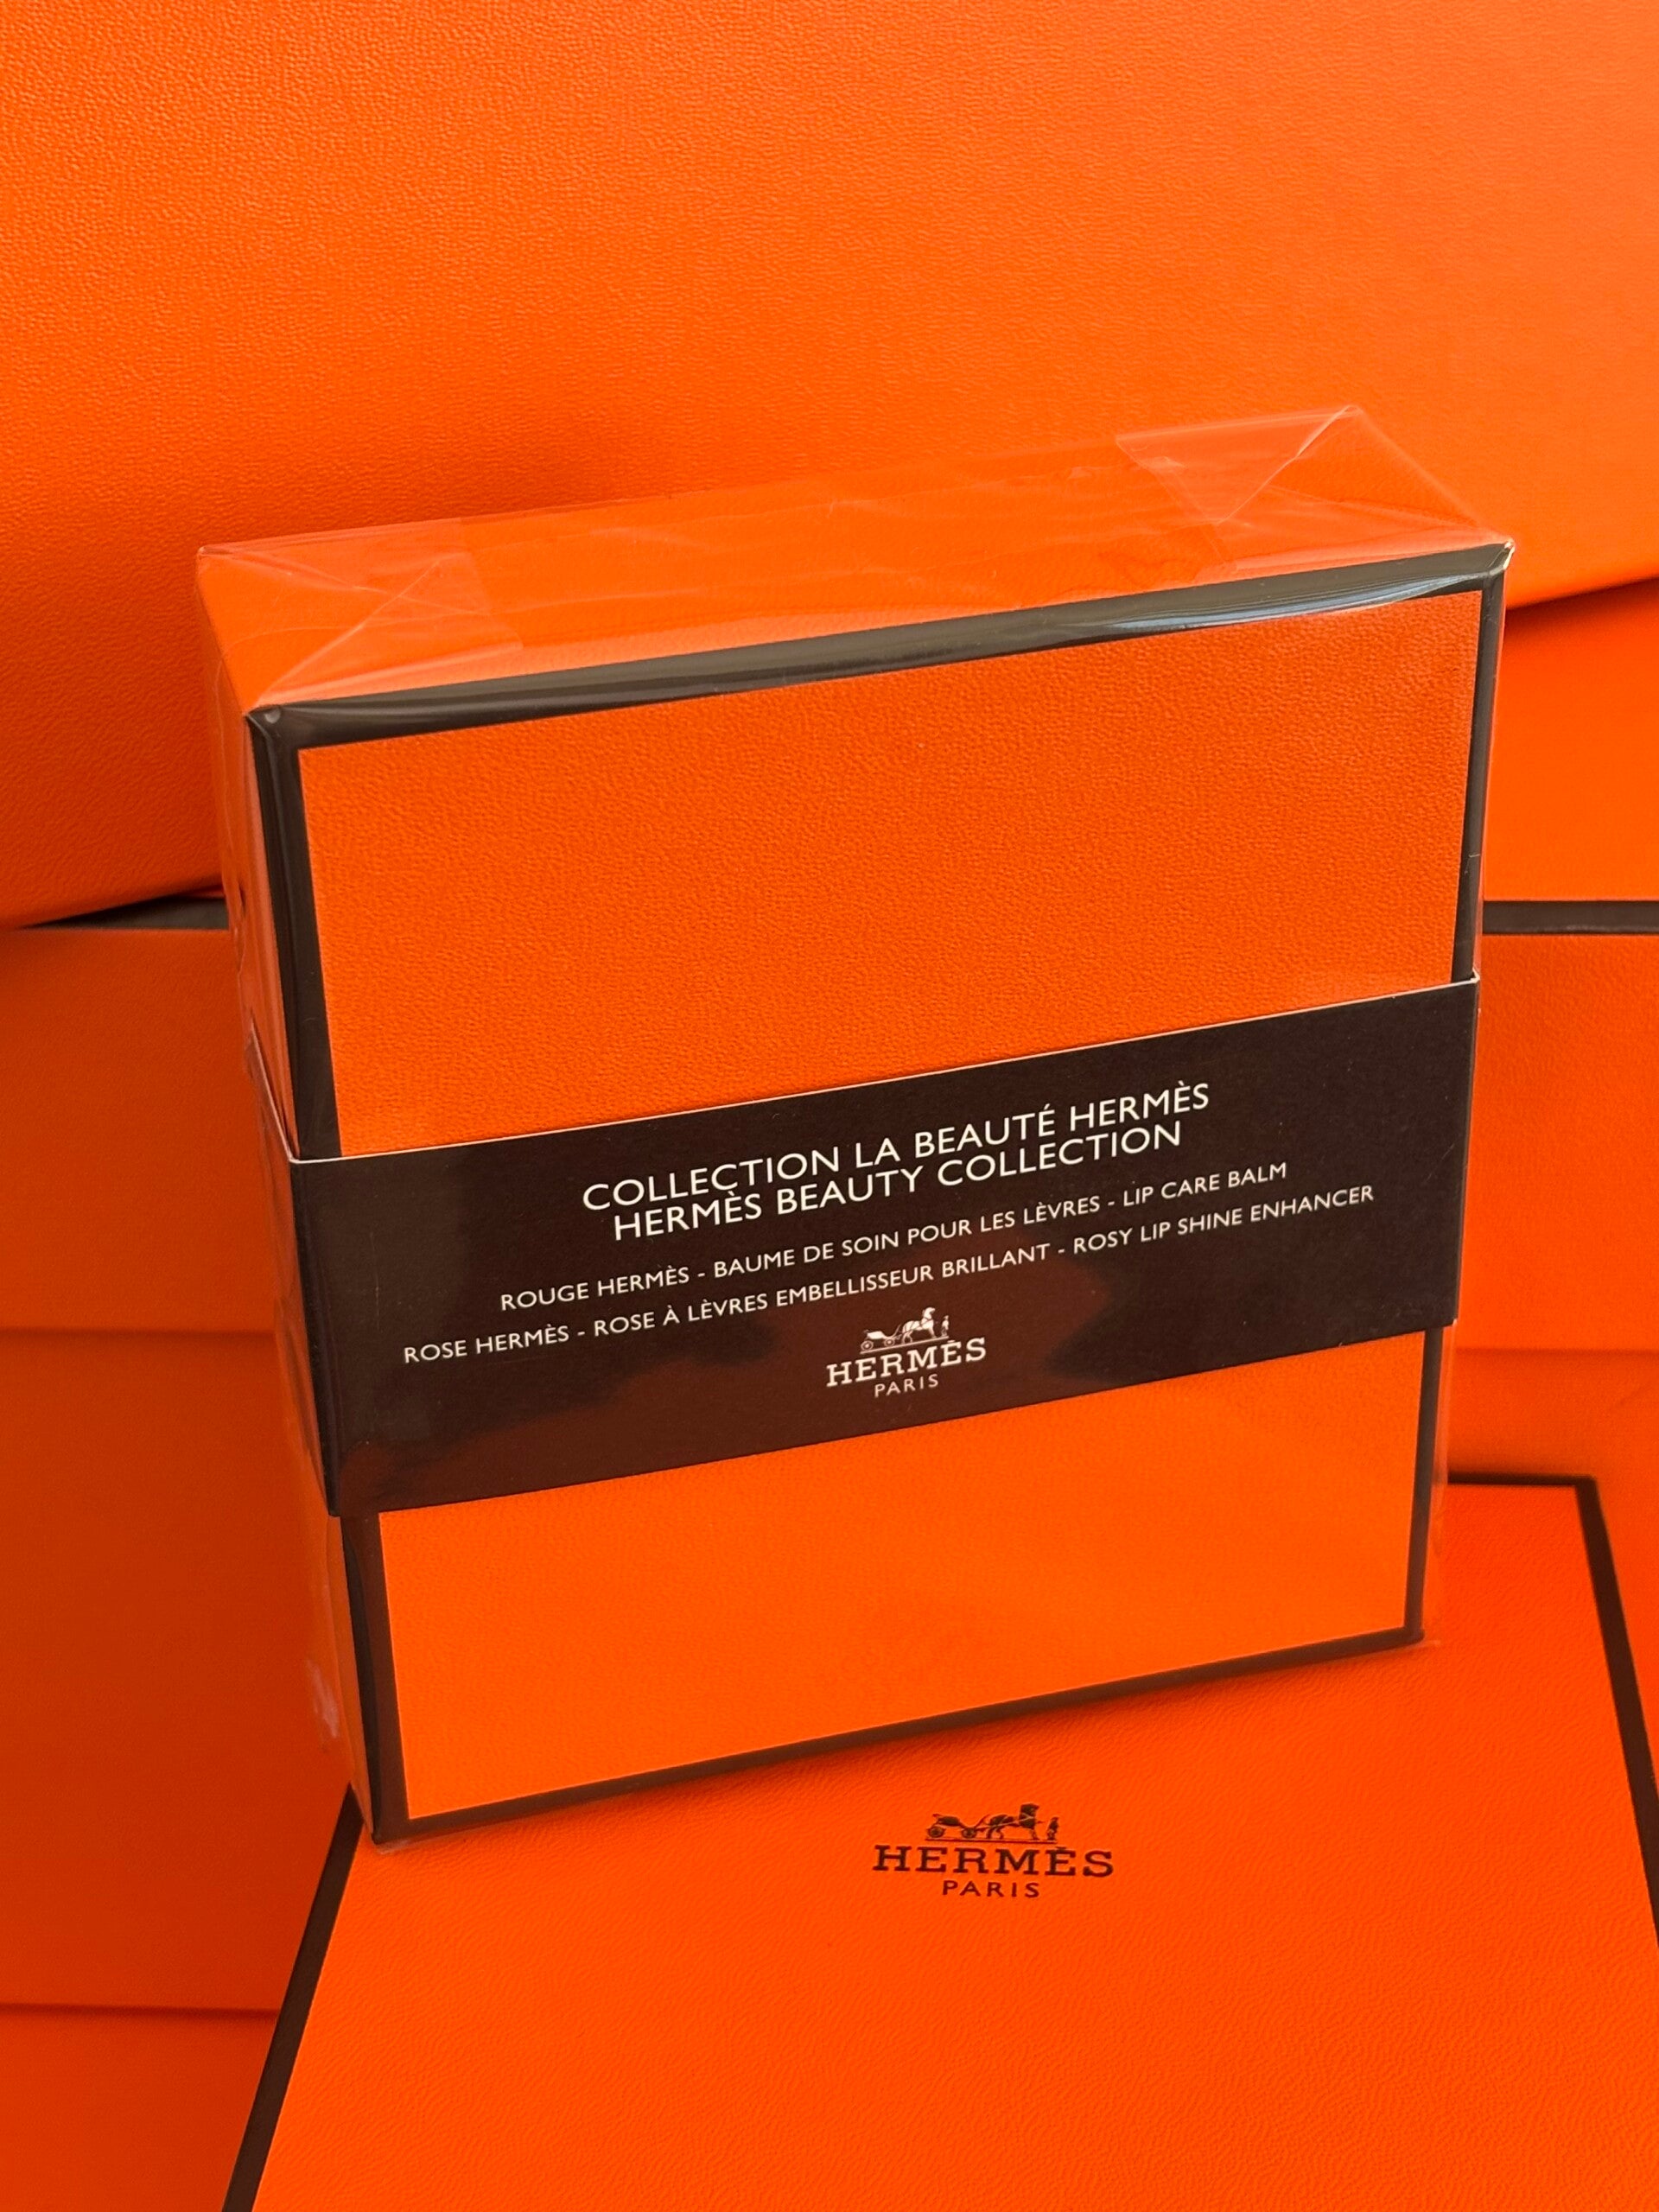 COLLECTION LA BEAUTÉ HERMÈS
HERMÈS BEAUTY COLLECTION
ROUGE HERMÈS - BAUME DE SOIN POUR LES LÈVRES - LIP CARE BALM
ROSE HERMÈS - ROSE À LÈVRES EMBELLISSEUR BRILLANT - ROSY LIP SHINE ENHANCER
HERMÈS
PARIS
HERMÈS
PARIS